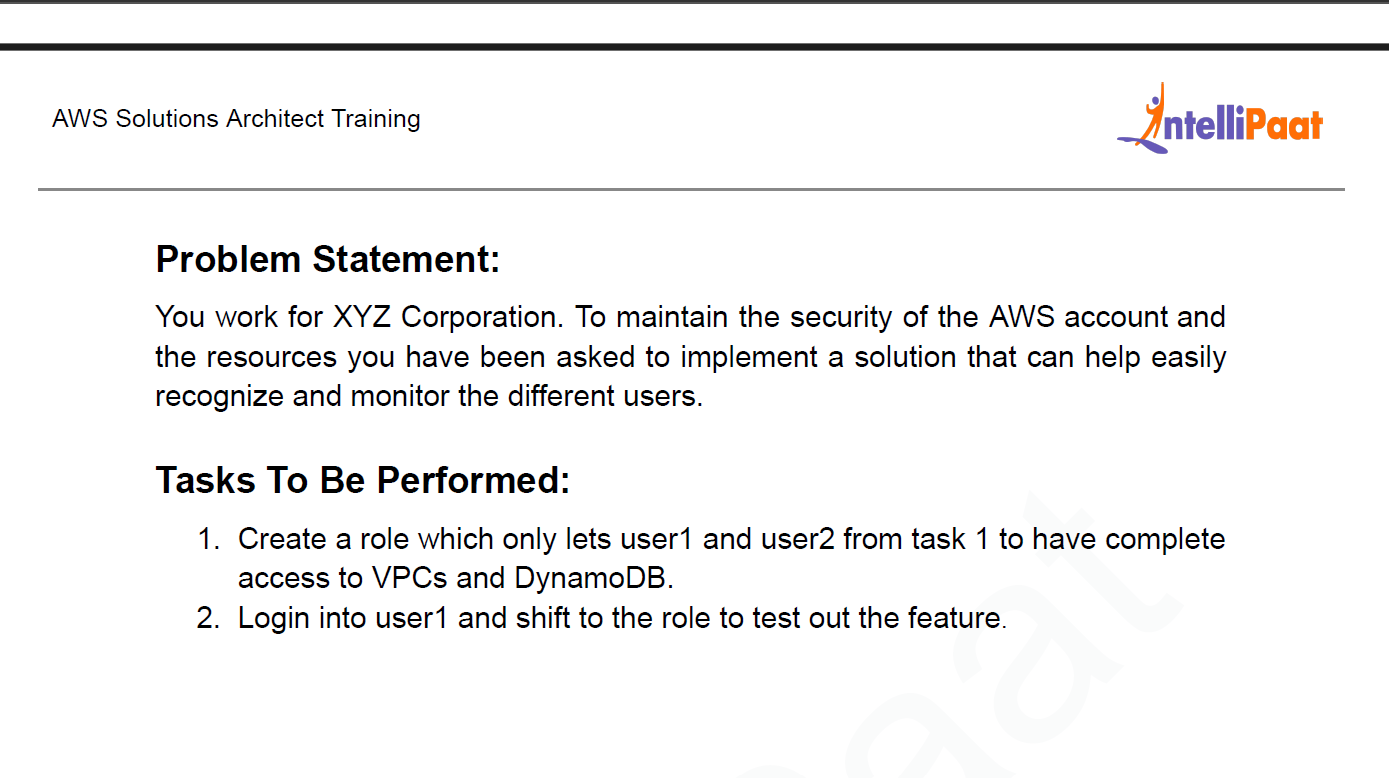 AWS Solutions Architect Training
IntelliPaat
Problem Statement:
You work for XYZ Corporation. To maintain the security of the AWS account and
the resources you have been asked to implement a solution that can help easily
recognize and monitor the different users.
Tasks To Be Performed:
1. Create a role which only lets user1 and user2 from task 1 to have complete
access to VPCs and DynamoDB.
2. Login into user1 and shift to the role to test out the feature.